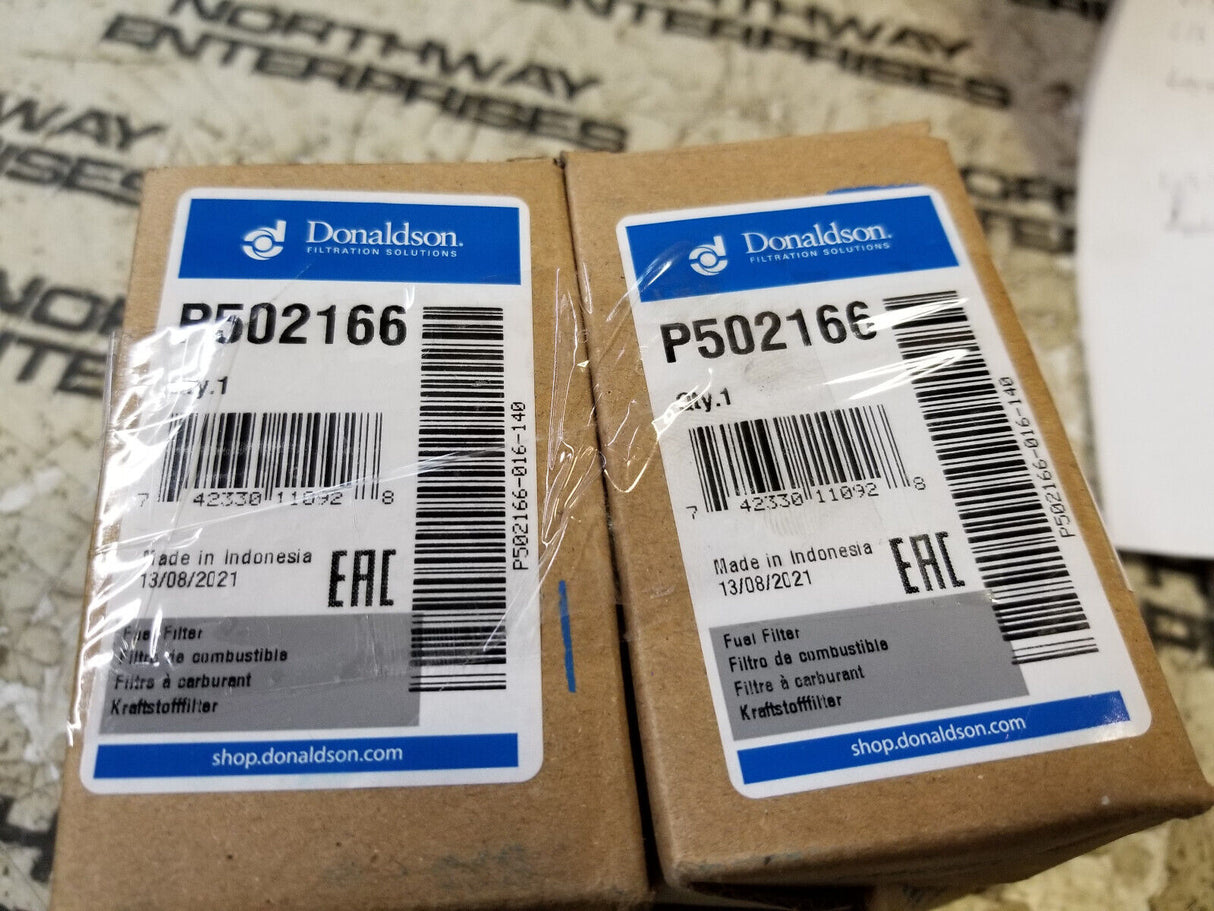 NORTHWAY
ENTERPRISES
NORTHWAY
ENTERPRISES
WAY
Donaldson.
FILTRATION SOLUTIONS
P502166
Qty.1
7 42330 11092 8
P502166-016-140
Made in Indonesia
13/08/2021
EAC
Fuel Filter
Filtro de combustible
Filtre à carburant
Kraftstofffilter
shop.donaldson.com
Donaldson.
FILTRATION SOLUTIONS
P502166
Qty.1
7 42330 11092 8
P502166-016-140
Made in Indonesia
13/08/2021
EAC
Fuel Filter
Filtro de combustible
Filtre à carburant
Kraftstofffilter
shop.donaldson.com